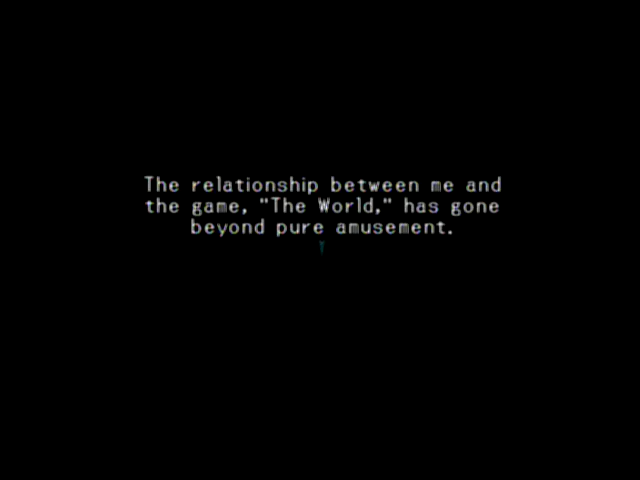 The relationship between me and
the game, "The World," has gone
beyond pure amusement.